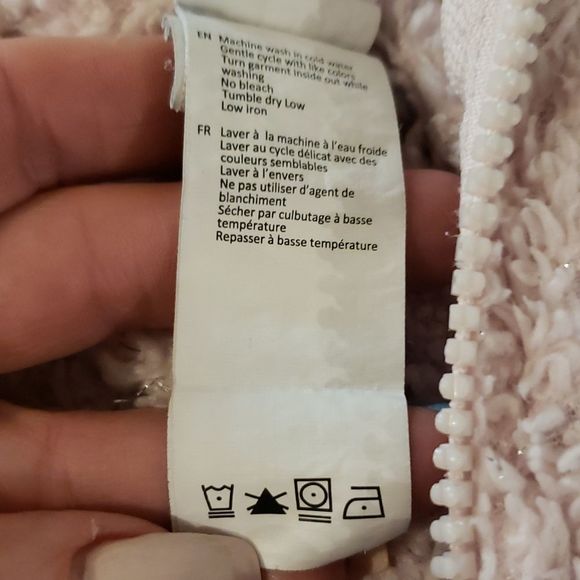 EN Machine wash in cold water
Gentle cycle with like colors
Turn garment inside out while
washing
No bleach
Tumble dry Low
Low iron
FR Laver à la machine à l'eau froide
Laver au cycle délicat avec des
couleurs semblables
Laver à l'envers
Ne pas utiliser d'agent de
blanchiment
Sécher par culbutage à basse
température
Repasser à basse température